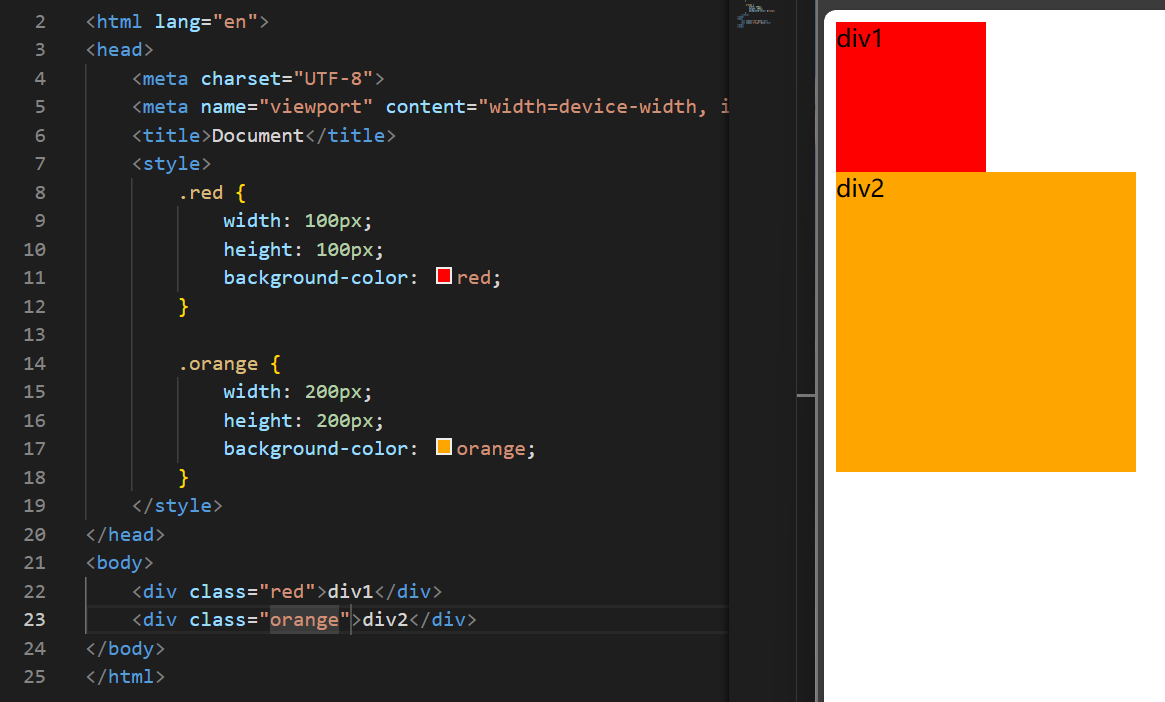 2 <html lang="en">
3 <head>
4 <meta charset="UTF-8">
5 <meta name="viewport" content="width=device-width, i
6 <title>Document</title>
7 <style>
8 .red {
9 width: 100px;
10 height: 100px;
11 background-color: red;
12 }
13
14 .orange {
15 width: 200px;
16 height: 200px;
17 background-color: orange;
18 }
19 </style>
20 </head>
21 <body>
22 <div class="red">div1</div>
23 <div class="orange">div2</div>
24 </body>
25 </html>
div1
div2